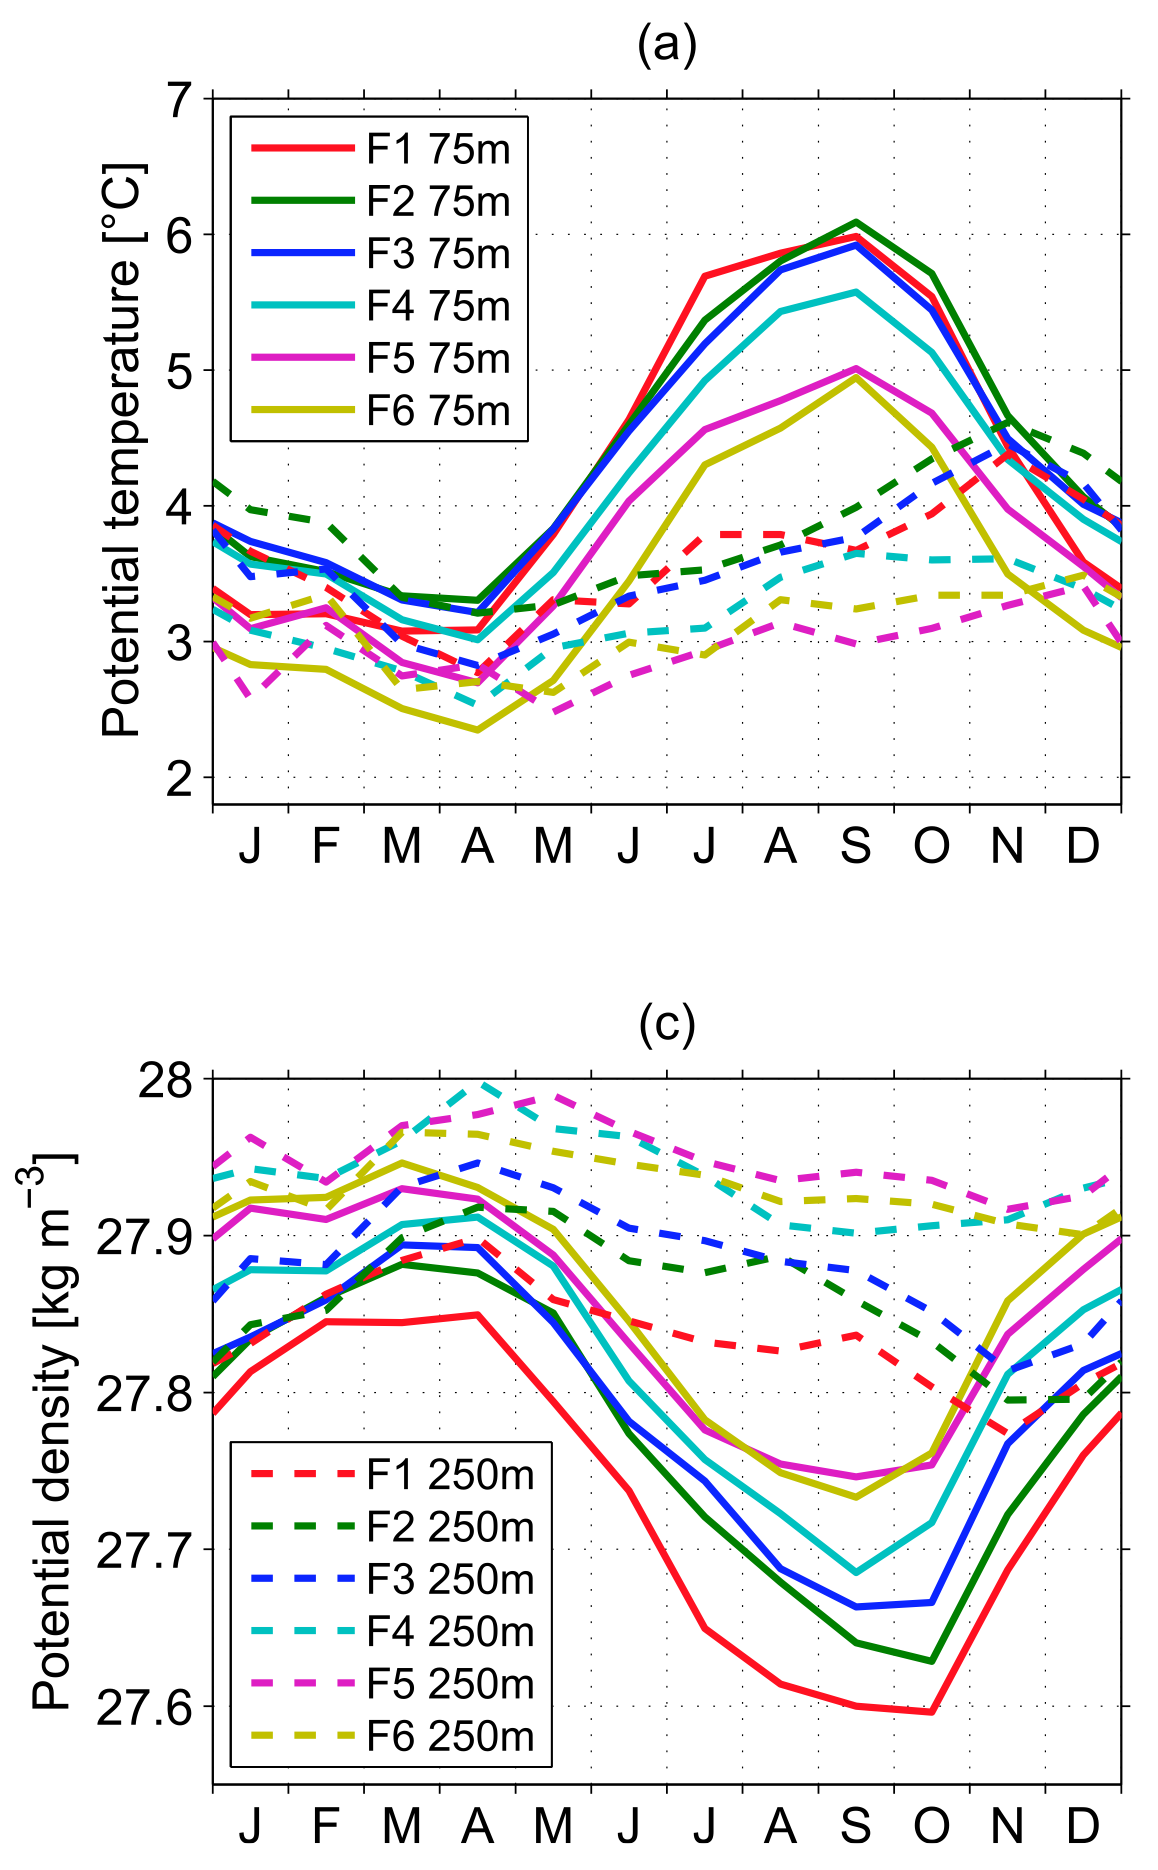 (a)
Potential temperature [°C]
7
6
5
4
3
2
F1 75m
F2 75m
F3 75m
F4 75m
F5 75m
F6 75m
J F M A M J J A S O N D
(c)
Potential density [kg m−3]
28
27.9
27.8
27.7
27.6
F1 250m
F2 250m
F3 250m
F4 250m
F5 250m
F6 250m
J F M A M J J A S O N D